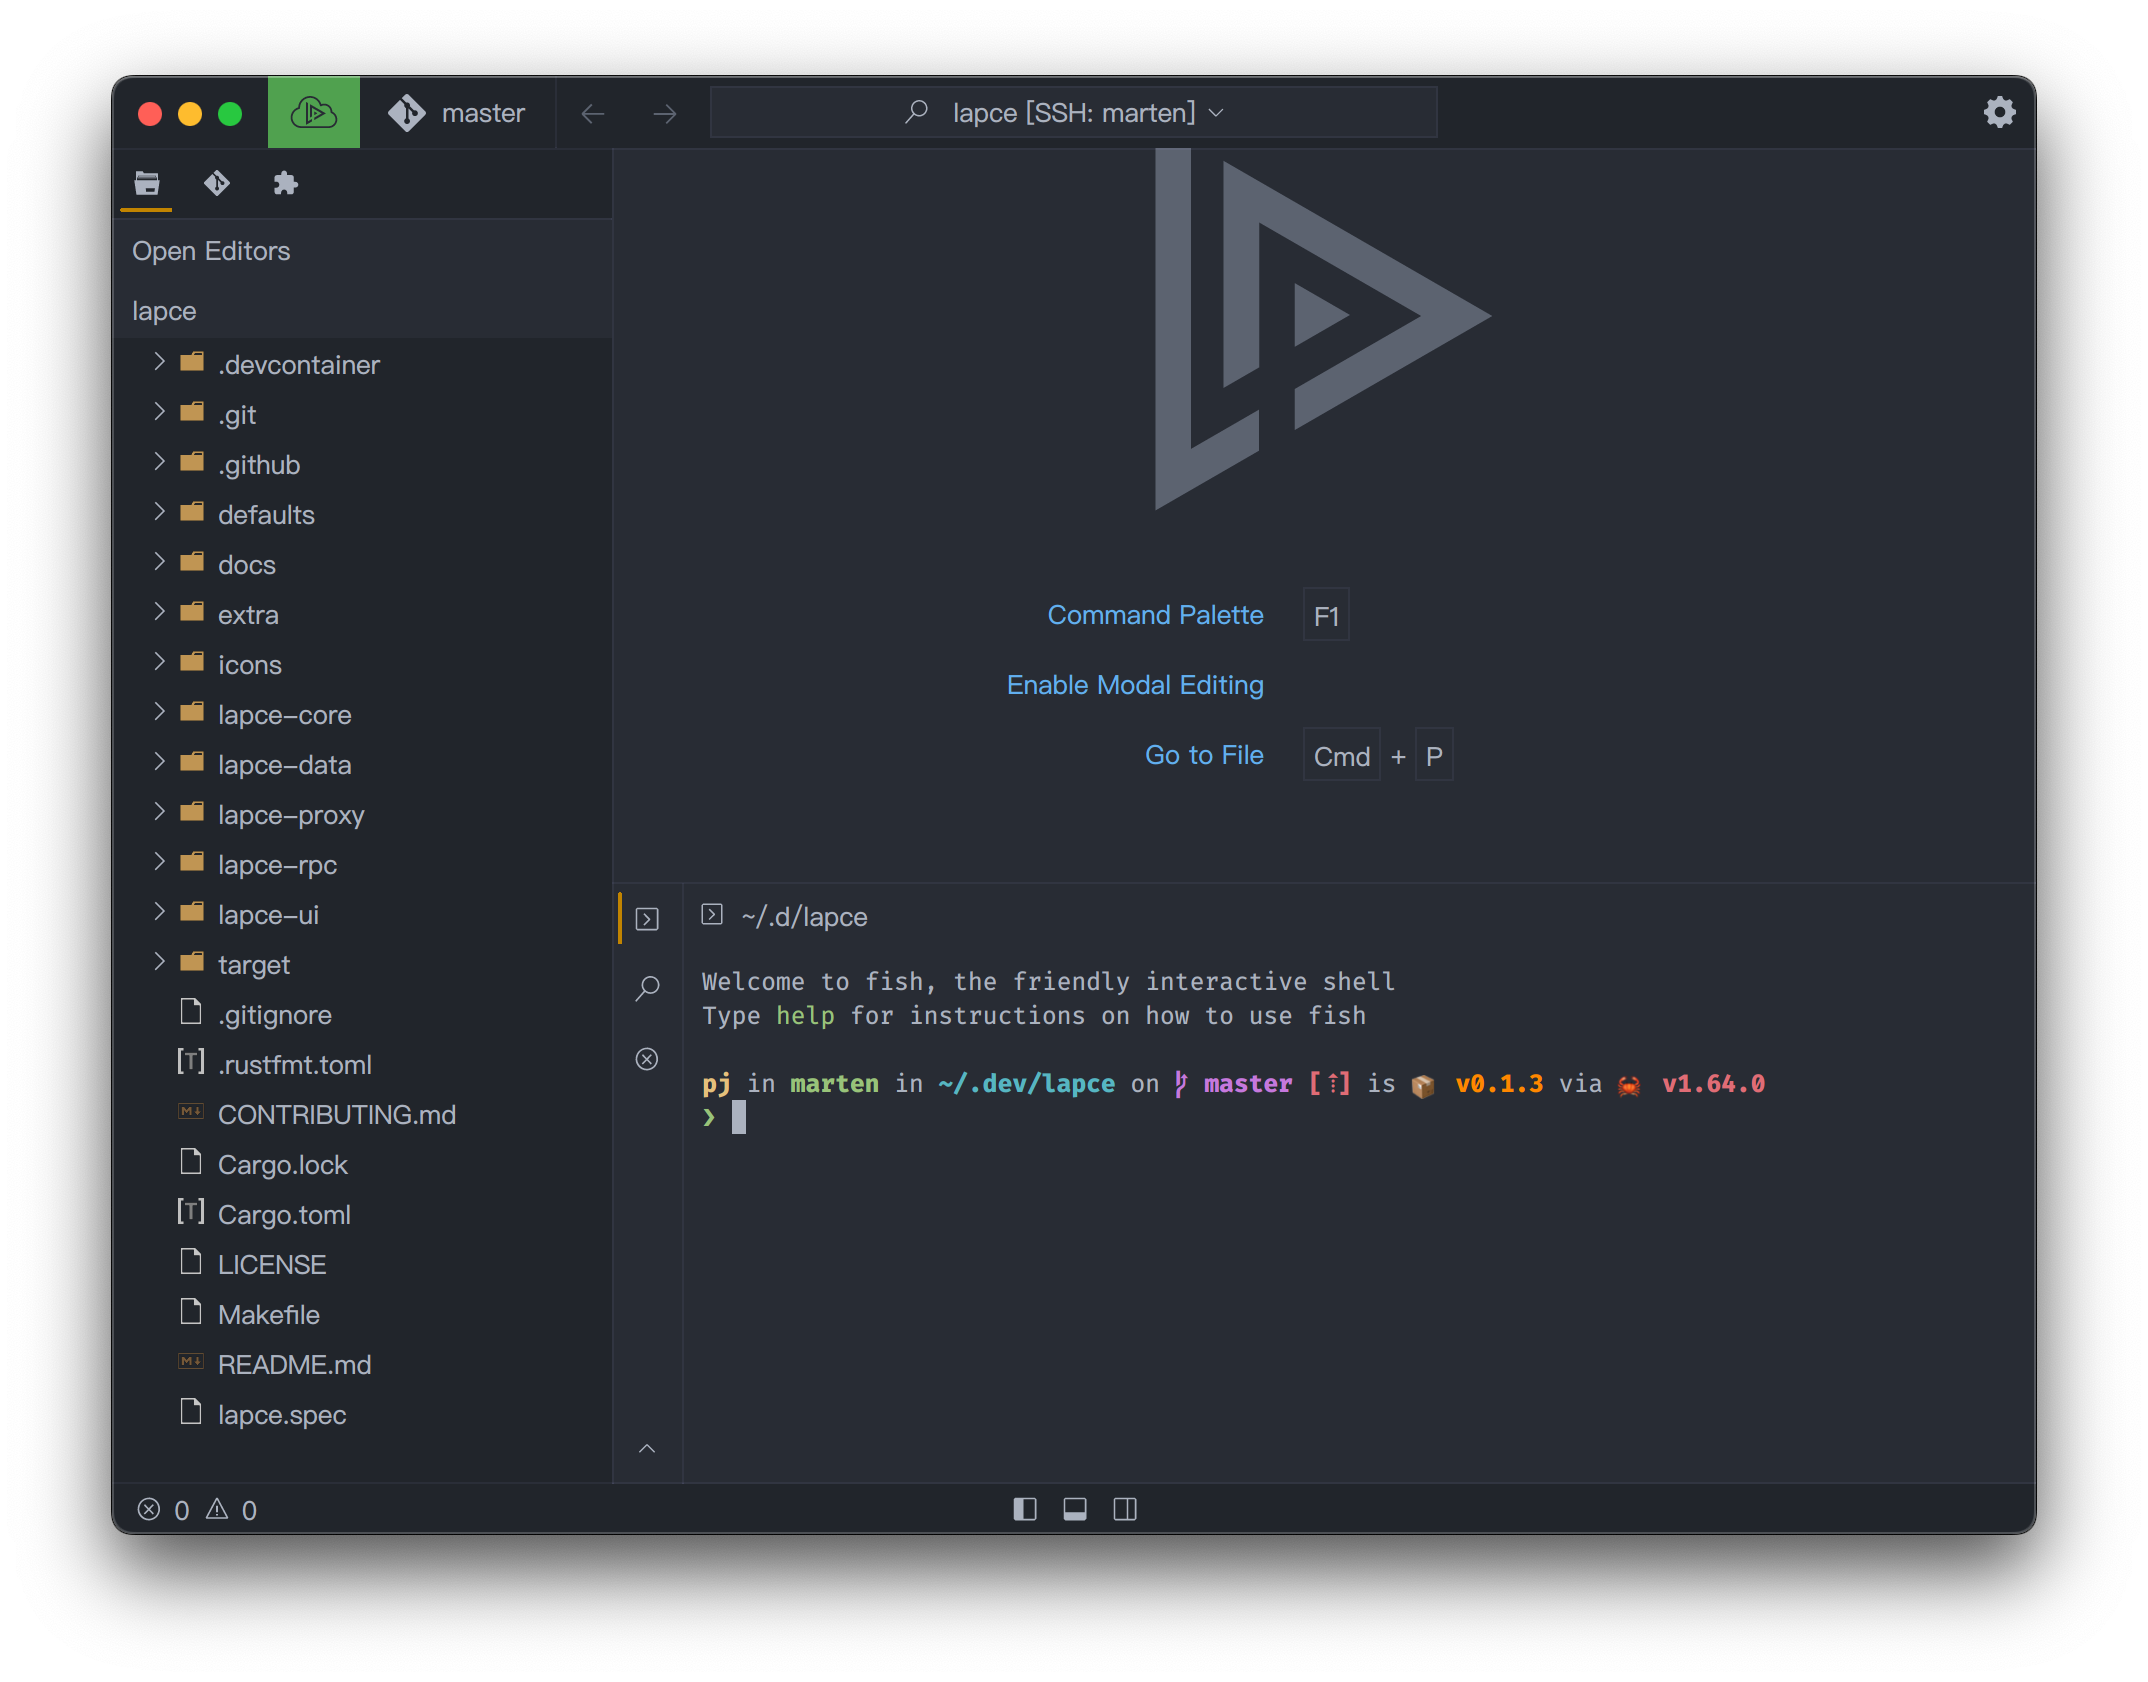 master
lapce [SSH: marten]
Open Editors
lapce
.devcontainer
.git
.github
defaults
docs
extra
icons
lapce-core
lapce-data
lapce-proxy
lapce-rpc
lapce-ui
target
.gitignore
[T] .rustfmt.toml
M↓ CONTRIBUTING.md
Cargo.lock
[T] Cargo.toml
LICENSE
Makefile
M↓ README.md
lapce.spec
Command Palette F1
Enable Modal Editing
Go to File Cmd + P
~/.d/lapce
Welcome to fish, the friendly interactive shell
Type help for instructions on how to use fish
pj in marten in ~/.dev/lapce on master [⇡] is 📦 v0.1.3 via 🦀 v1.64.0
❯
0 0